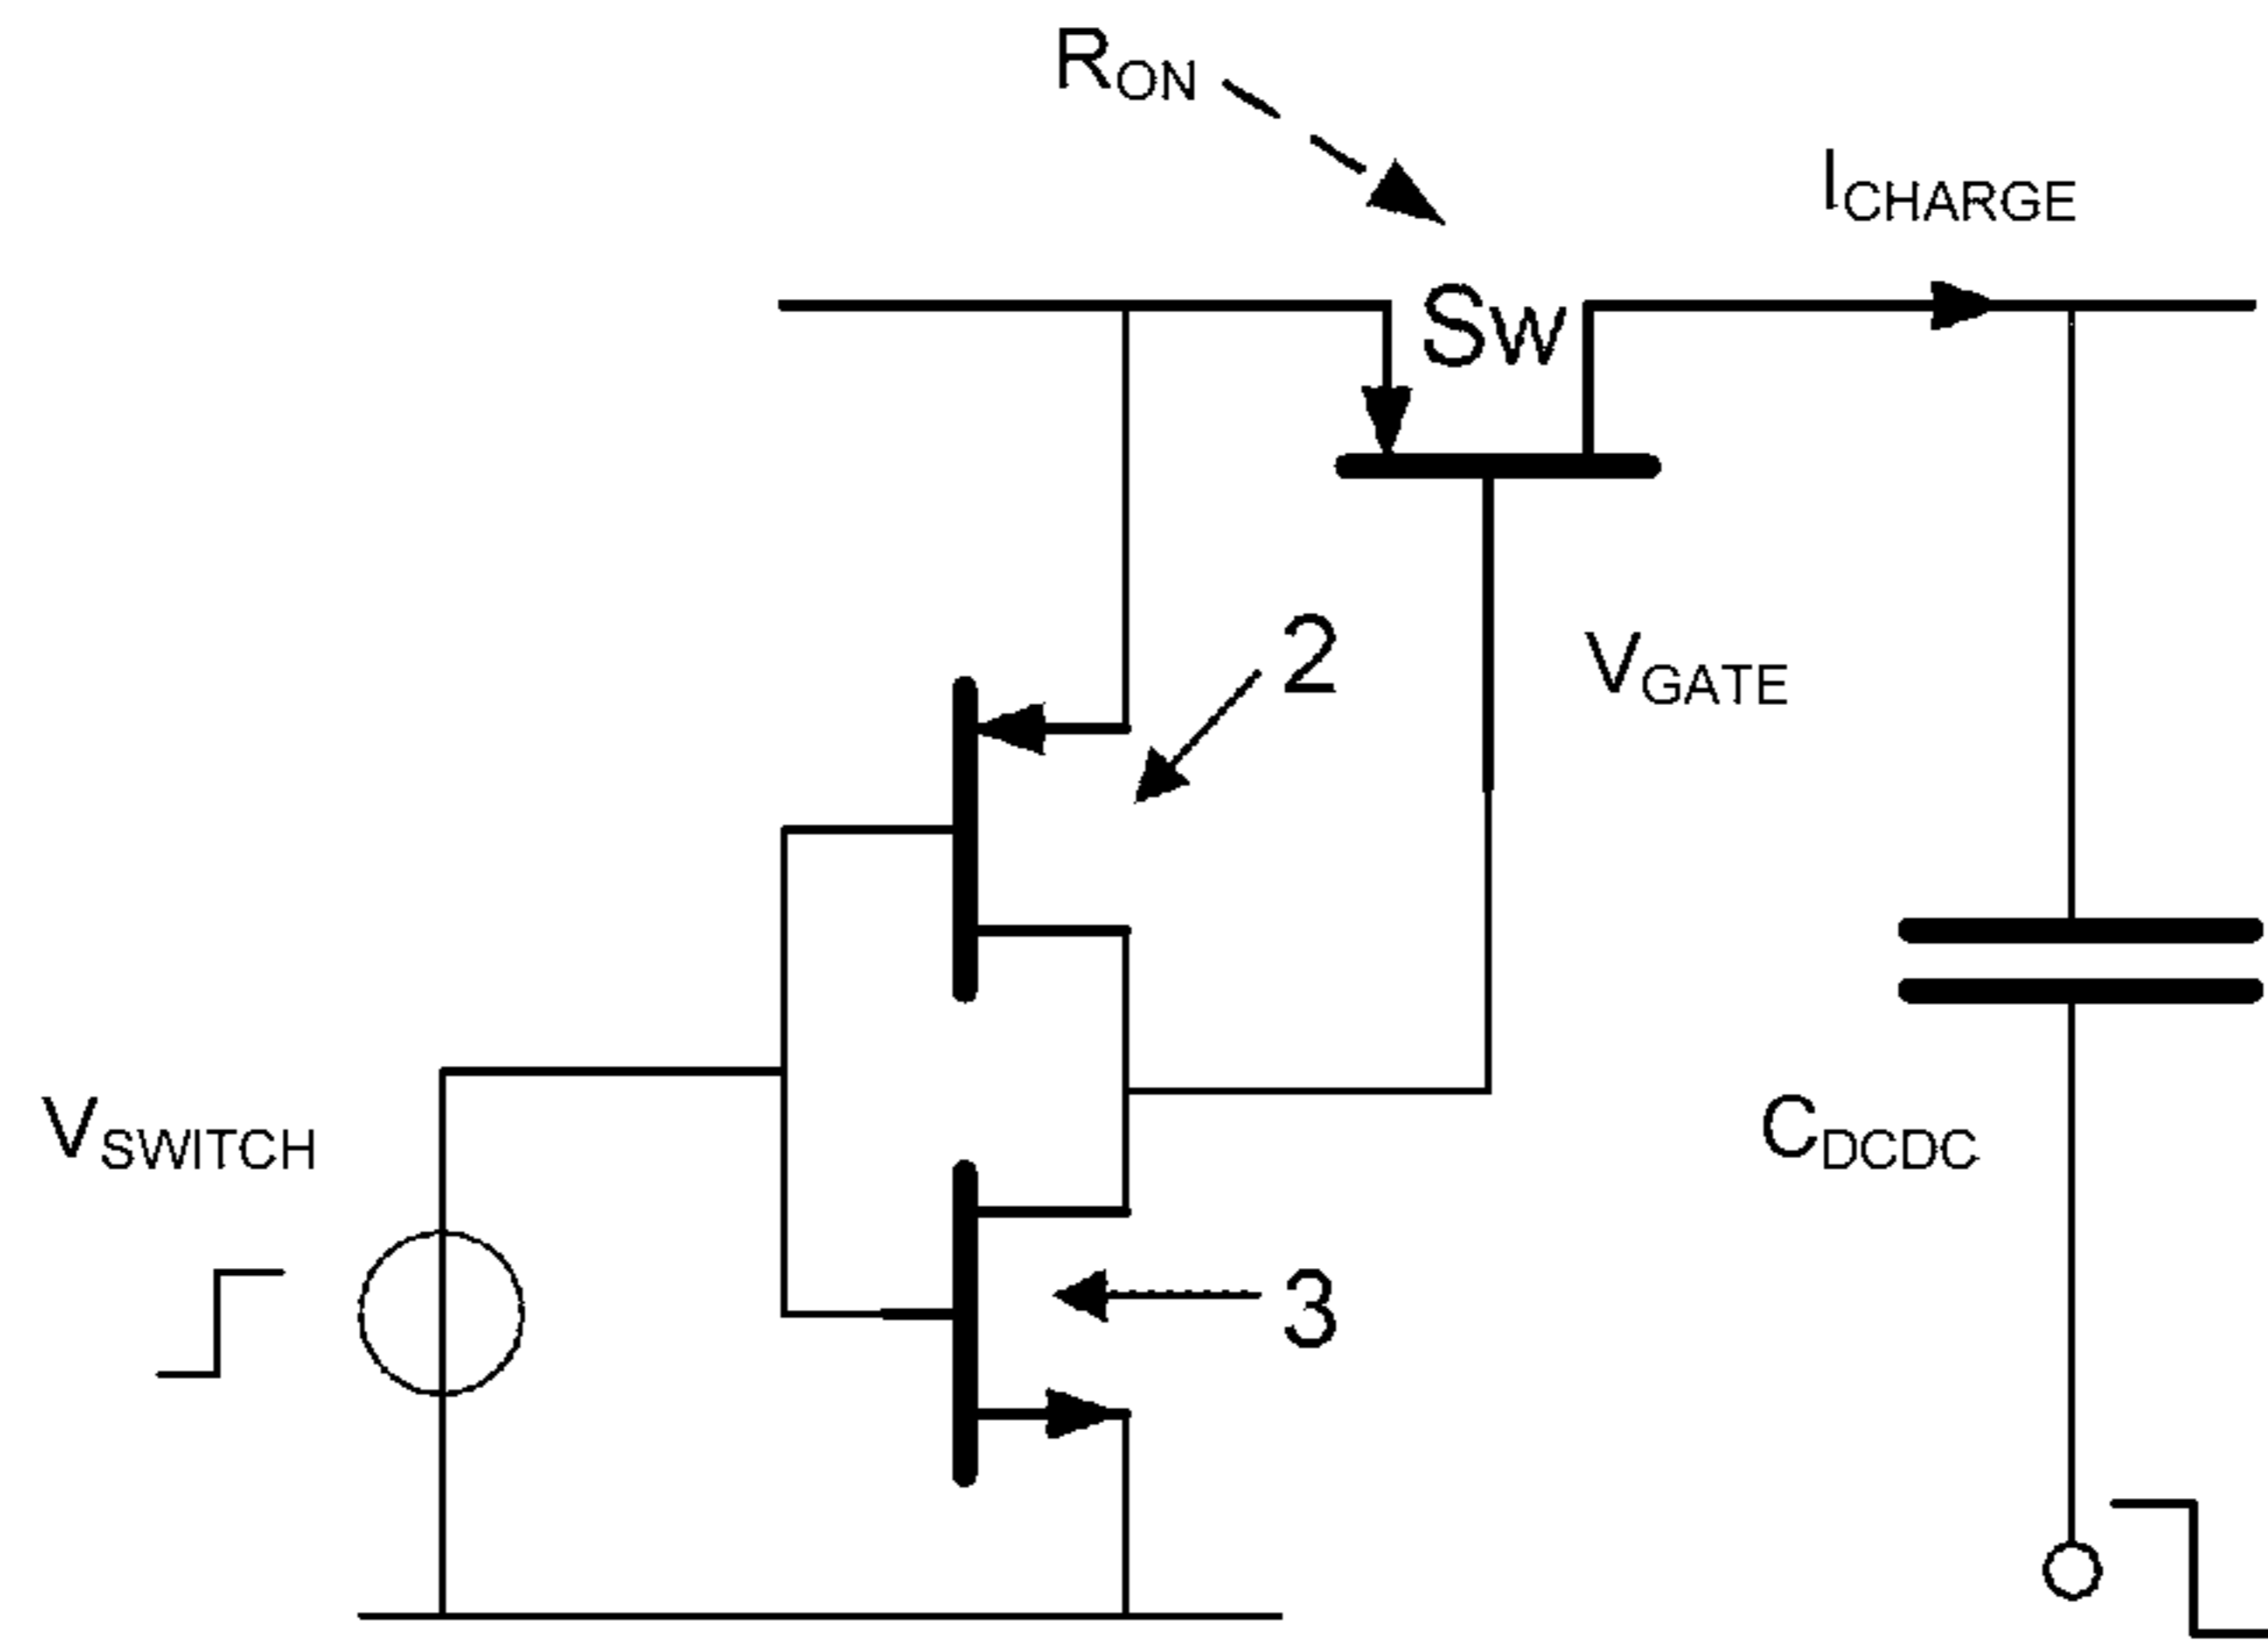 RON
ICHARGE
Sw
2
VGATE
VSWITCH
CDCDC
3